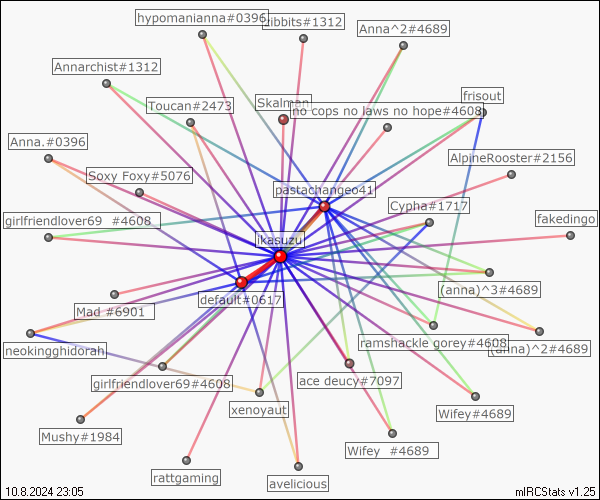 hypomanianna#0396
zibbits#1312
Anna^2#4689
Annarchist#1312
Toucan#2473
Skalman
no cops no laws no hope#4608
frisout
Anna.#0396
AlpineRooster#2156
Soxy Foxy#5076
pastachangeo41
Cypha#1717
girlfriendlover69 #4608
fakedingo
ikasuzu
(anna)^3#4689
default#0617
Mad #6901
neokingghidorah
ramshackle gorey#4608
(anna)^2#4689
girlfriendlover69#4608
ace deucy#7097
xenoyaut
Wifey#4689
Mushy#1984
Wifey #4689
rattgaming
avelicious
10.8.2024 23:05
mIRCStats v1.25